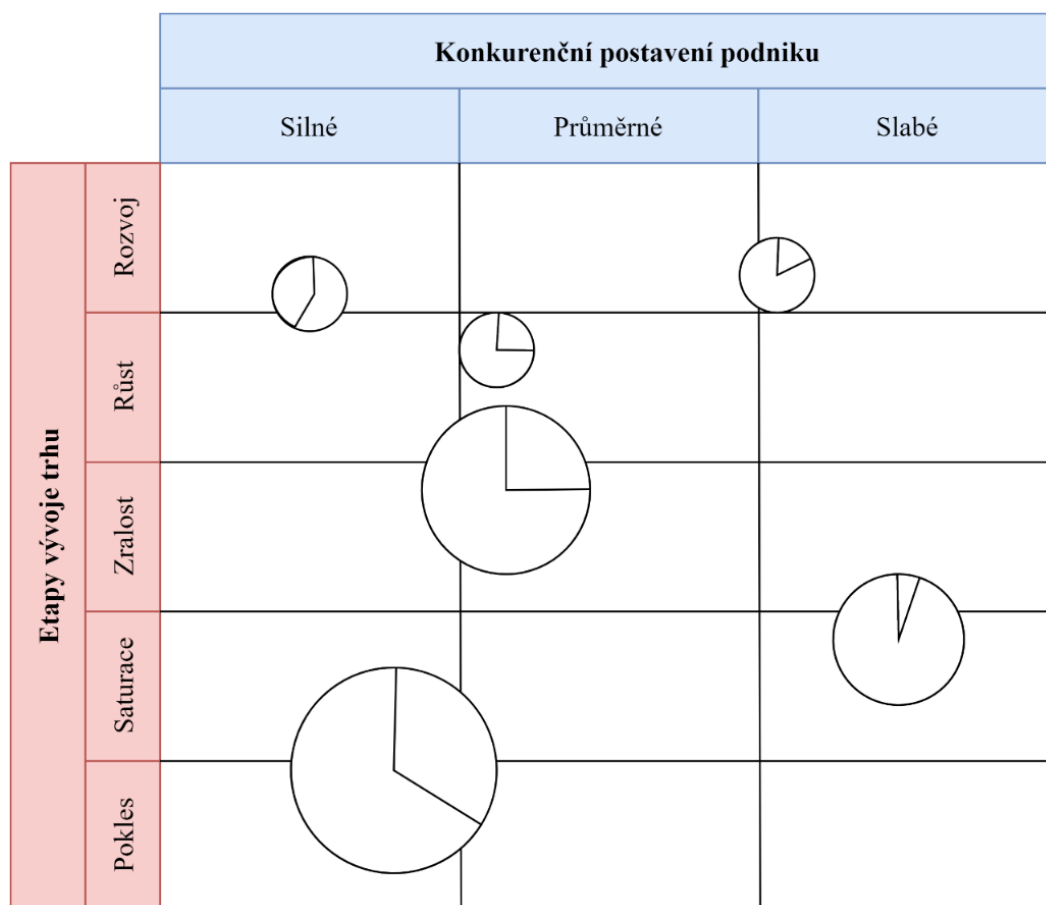 Konkurenční postavení podniku
Silné
Průměrné
Slabé
Etapy vývoje trhu
Rozvoj
Růst
Zralost
Saturace
Pokles